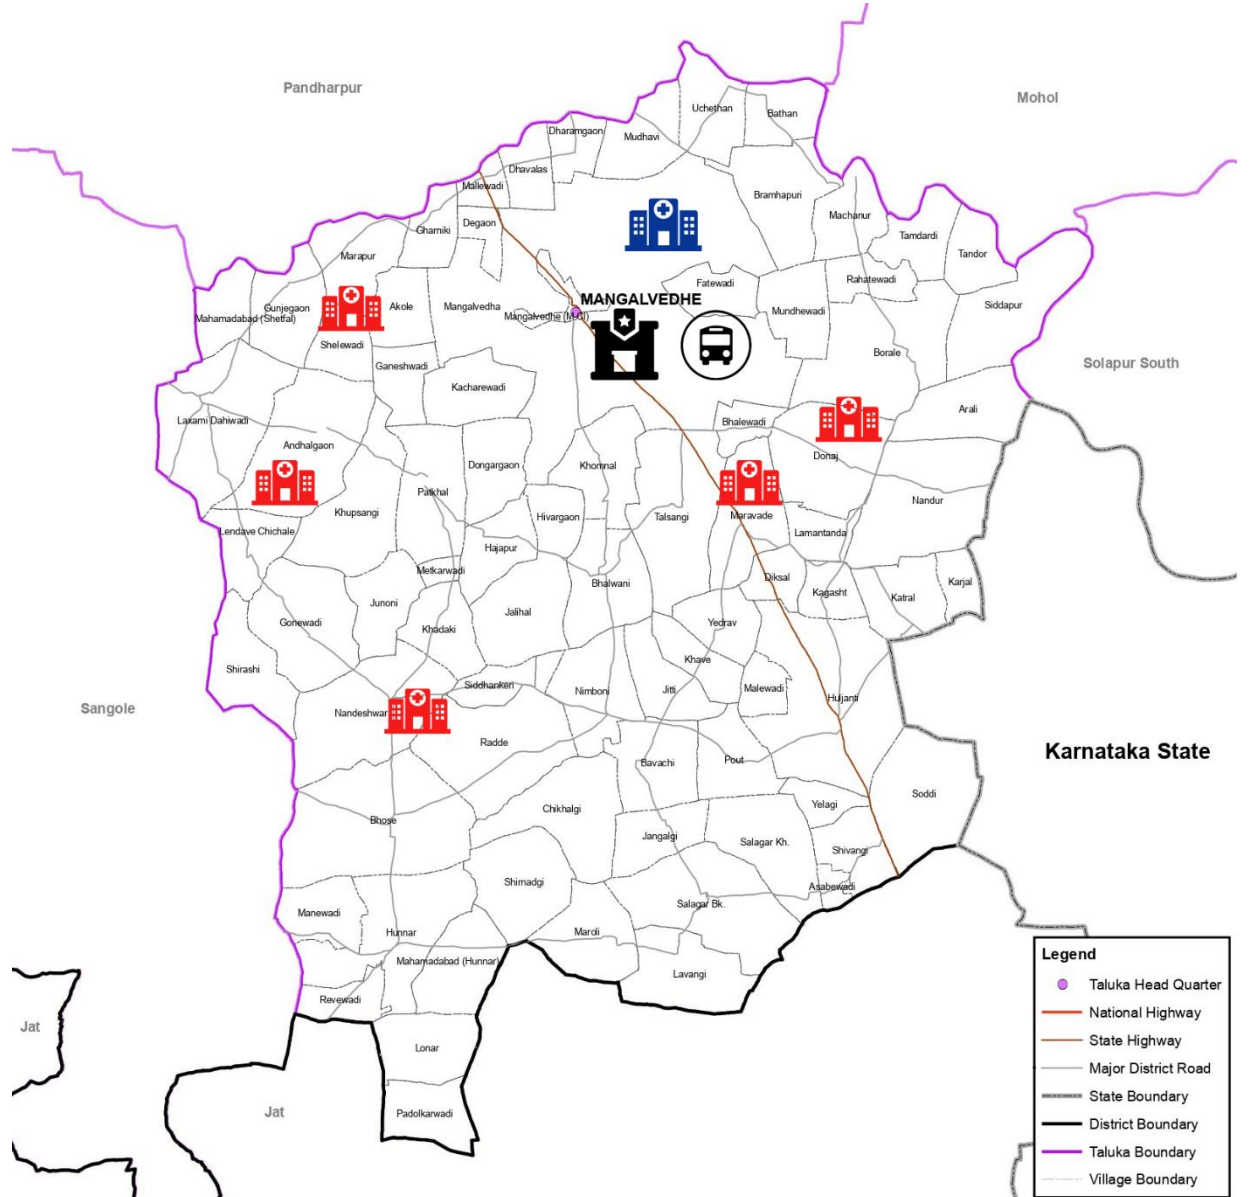 Pandharpur
Mohol
Uchethan
Bathan
Dharamgaon
Mudhavi
Dhavalas
Mallewadi
Bramhapuri
Machanur
Degaon
Gharniki
Tamdardi
Tandor
Marapur
Rahatewadi
Fatewadi
Siddapur
Gunjegaon
Akole
Mangalvedha
MANGALVEDHE
Mundhewadi
Mahamadabad (Shetfal)
Mangalvedhe (M Cl)
Shelewadi
Borale
Ganeshwadi
Solapur South
Kacharewadi
Arali
Laxami Dahiwadi
Bhalewadi
Andhalgaon
Donaj
Dongargaon
Khomnal
Patkhal
Nandur
Khupsangi
Hivargaon
Talsangi
Maravade
Lendave Chichale
Lamantanda
Hajapur
Metkarwadi
Diksal
Bhalwani
Karjal
Kagasht
Katral
Junoni
Jalihal
Gonewadi
Khadaki
Yedrav
Shirashi
Khave
Siddhankeri
Nimboni
Jitti
Malewadi
Hujanti
Sangole
Nandeshwar
Radde
Karnataka State
Pout
Bavachi
Soddi
Yelagi
Chikhalgi
Bhose
Jangalgi
Salagar Kh.
Shivangi
Shirnadgi
Asabewadi
Salagar Bk.
Manewadi
Hunnar
Maroli
Mahamadabad (Hunnar)
Lavangi
Revewadi
Jat
Lonar
Jat
Padolkarwadi
Legend
Taluka Head Quarter
National Highway
State Highway
Major District Road
State Boundary
District Boundary
Taluka Boundary
Village Boundary